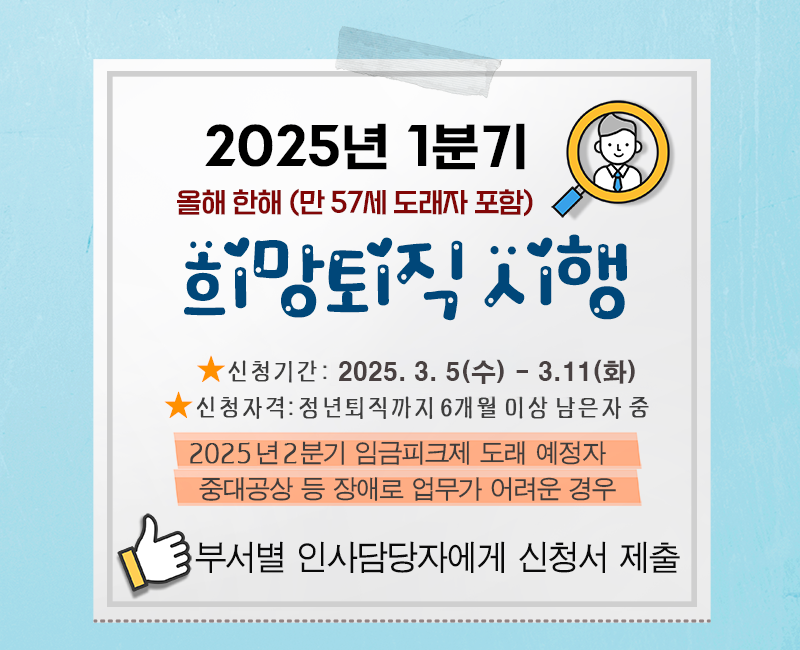 2025년 1분기
올해 한해 (만 57세 도래자 포함)
희망퇴직 시행
신청기간: 2025. 3. 5(수) - 3.11(화)
신청자격:정년퇴직까지 6개월 이상 남은자 중
2025년 2분기 임금피크제 도래 예정자
중대공상 등 장애로 업무가 어려운 경우
부서별 인사담당자에게 신청서 제출